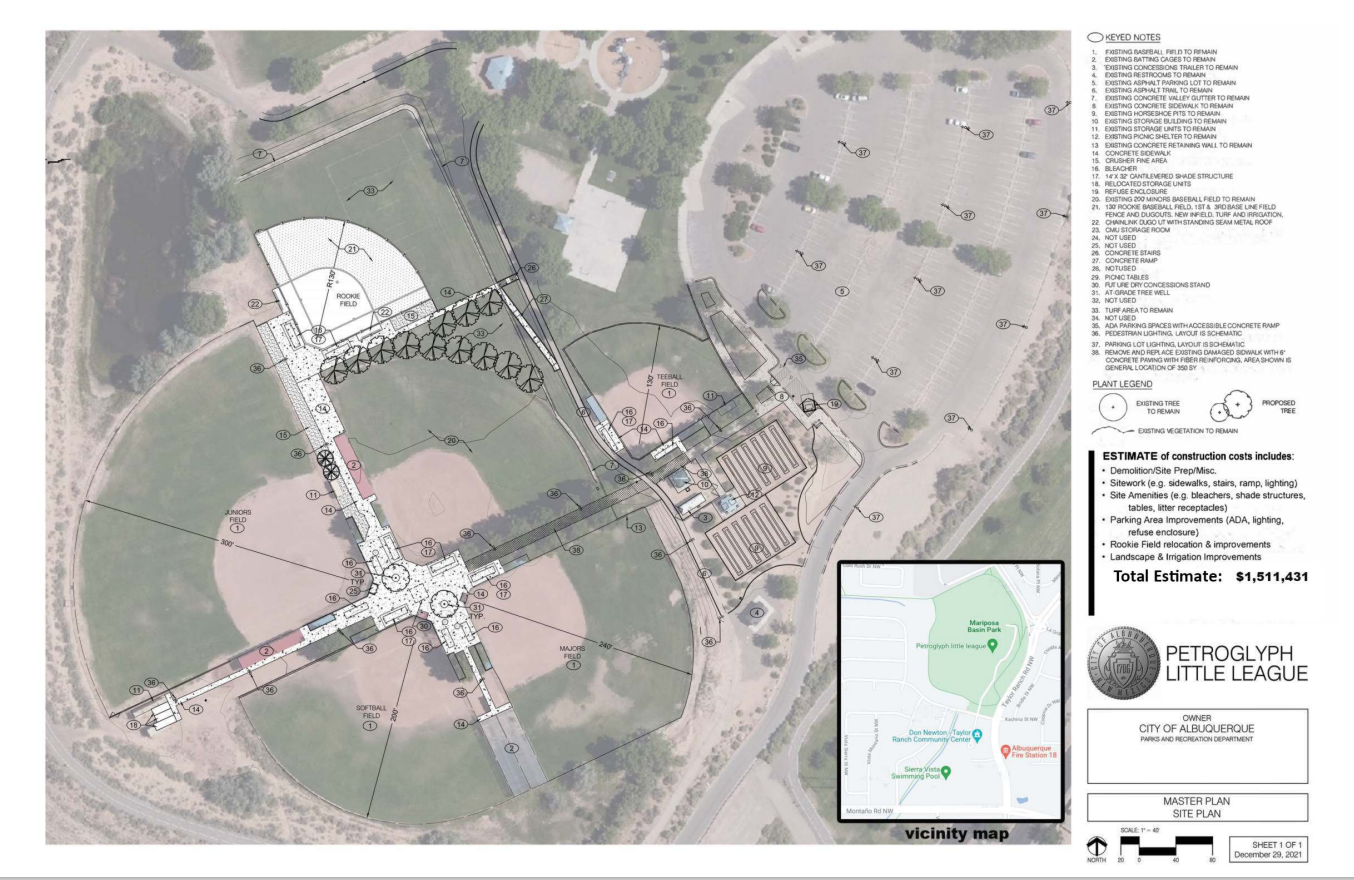 KEYED NOTES
1. EXISTING BASEBALL FIELD TO REMAIN
2. EXISTING BATTING CAGES TO REMAIN
3. EXISTING CONCESSIONS TRAILER TO REMAIN
4. EXISTING RESTROOMS TO REMAIN
5. EXISTING ASPHALT PARKING LOT TO REMAIN
6. EXISTING ASPHALT TRAIL TO REMAIN
7. EXISTING CONCRETE VALLEY GUTTER TO REMAIN
8 EXISTING CONCRETE SIDEWALK TO REMAIN
9. EXISTING HORSESHOE PITS TO REMAIN
10 EXISTING STORAGE BUILDING TO REMAIN
11. EXISTING STORAGE UNITS TO REMAIN
12. EXISTING PICNIC SHELTER TO REMAIN
13 EXISTING CONCRETE RETAINING WALL TO REMAIN
14 CONCRETE SIDEWALK
15. CRUSHER FINE AREA
16. BLEACHER
17. 14' X 32' CANTILEVERED SHADE STRUCTURE
18. RELOCATED STORAGE UNITS
19. REFUSE ENCLOSURE
20. EXISTING 200' MINORS BASEBALL FIELD TO REMAIN
21. 130' ROOKIE BASEBALL FIELD, 1ST & 3RD BASE LINE FIELD
FENCE AND DUGOUTS, NEW INFIELD, TURF AND IRRIGATION,
22 CHAINLINK DUGO UT WITH STANDING SEAM METAL ROOF
23. CMU STORAGE ROOM
24. NOT USED
25. NOT USED
26. CONCRETE STAIRS
27. CONCRETE RAMP
28, NOTUSED
29. PICNIC TABLES
30. FUT URE DRY CONCESSIONS STAND
31. AT-GRADE TREE WELL
32. NOT USED
33. TURF AREA TO REMAIN
34. NOT USED
35. ADA PARKING SPACES WITH ACCESSIBLE CONCRETE RAMP
36. PEDESTRIAN LIGHTING, LAYOUT IS SCHEMATIC
37. PARKING LOT LIGHTING, LAYOUT IS SCHEMATIC
38. REMOVE AND REPLACE EXISTING DAMAGED SIDWALK WITH 6"
CONCRETE PAVING WITH FIBER REINFORCING, AREA SHOWN IS
GENERAL LOCATION OF 350 SY
PLANT LEGEND
EXISTING TREE
TO REMAIN
PROPOSED
TREE
EXISTING VEGETATION TO REMAIN
ESTIMATE of construction costs includes:
• Demolition/Site Prep/Misc.
• Sitework (e.g. sidewalks, stairs, ramp, lighting)
• Site Amenities (e.g. bleachers, shade structures,
tables, litter receptacles)
• Parking Area Improvements (ADA, lighting,
refuse enclosure)
• Rookie Field relocation & improvements
• Landscape & Irrigation Improvements
Total Estimate: $1,511,431
PETROGLYPH
LITTLE LEAGUE
OWNER
CITY OF ALBUQUERQUE
PARKS AND RECREATION DEPARTMENT
MASTER PLAN
SITE PLAN
SCALE: 1" = 40'
NORTH
20 0 40 80
SHEET 1 OF 1
December 29, 2021
R130'
ROOKIE
FIELD
TEEBALL
FIELD
1
130'
JUNIORS
FIELD
1
300'
MAJORS
FIELD
1
240'
SOFTBALL
FIELD
1
200'
TYP
TYP.
Mariposa
Basin Park
Petroglyph little league
Taylor Ranch Rd NW
Kachina St NW
Don Newton / Taylor
Ranch Community Center
Albuquerque
Fire Station 18
Sierra Vista
Swimming Pool
Montaño Rd NW
vicinity map